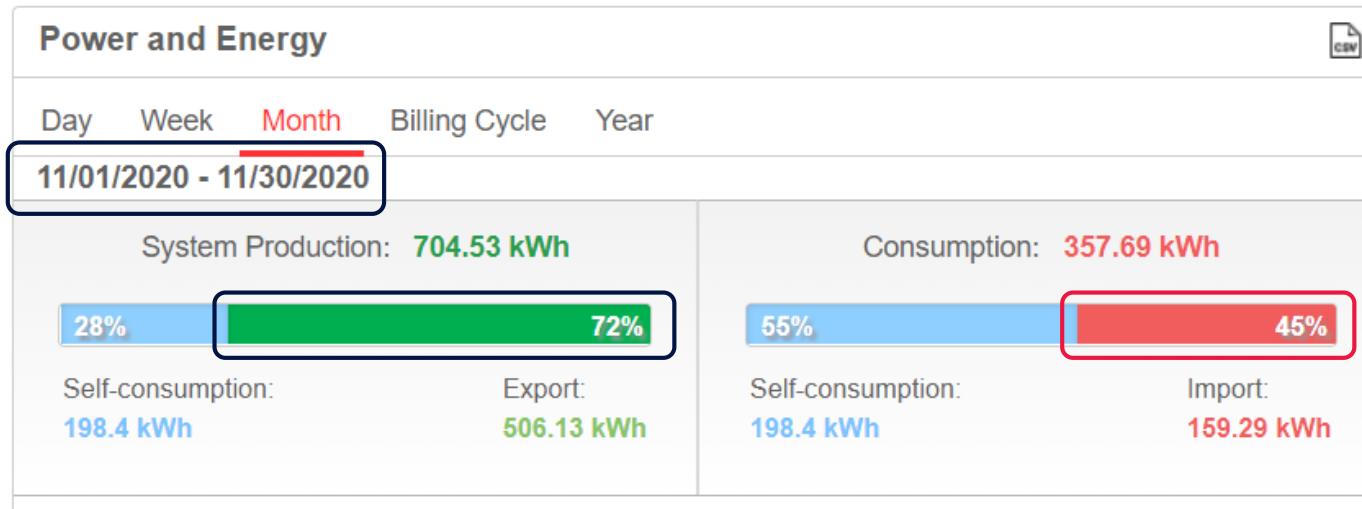 Power and Energy
CSV
Day Week Month Billing Cycle Year
11/01/2020 - 11/30/2020
System Production: 704.53 kWh
28% 72%
Self-consumption: Export:
198.4 kWh 506.13 kWh
Consumption: 357.69 kWh
55% 45%
Self-consumption: Import:
198.4 kWh 159.29 kWh